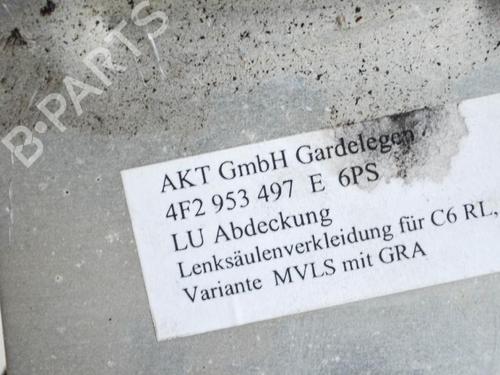 B-PARTS
AKT GmbH Gardelegen
4F2 953 497 E 6PS
LU Abdeckung
Lenksäulenverkleidung für C6 RL,
Variante MVLS mit GRA